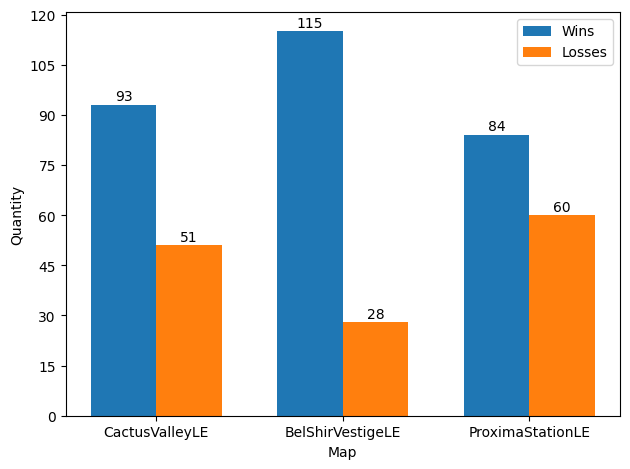 120
105
90
75
60
45
30
15
0
Quantity
93
51
115
28
84
60
Wins
Losses
CactusValleyLE
BelShirVestigeLE
ProximaStationLE
Map